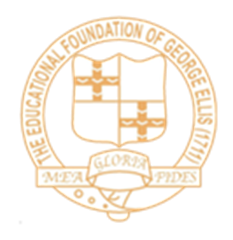 THE EDUCATIONAL FOUNDATION OF GEORGE ELLIS (1711)
MEA GLORIA FIDES